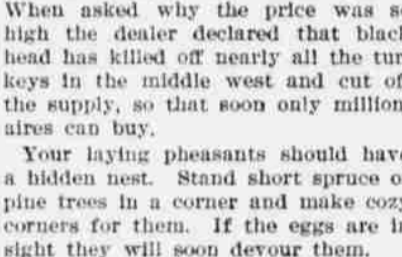 When asked why the price was s
high the dealer declared that blac
head has killed off nearly all the tur
keys in the middle west and cut of
the supply, so that soon only million
aires can buy.
Your laying pheasants should have
a hidden nest. Stand short spruce o
pine trees in a corner and make cozy
corners for them. If the eggs are in
sight they will soon devour them.